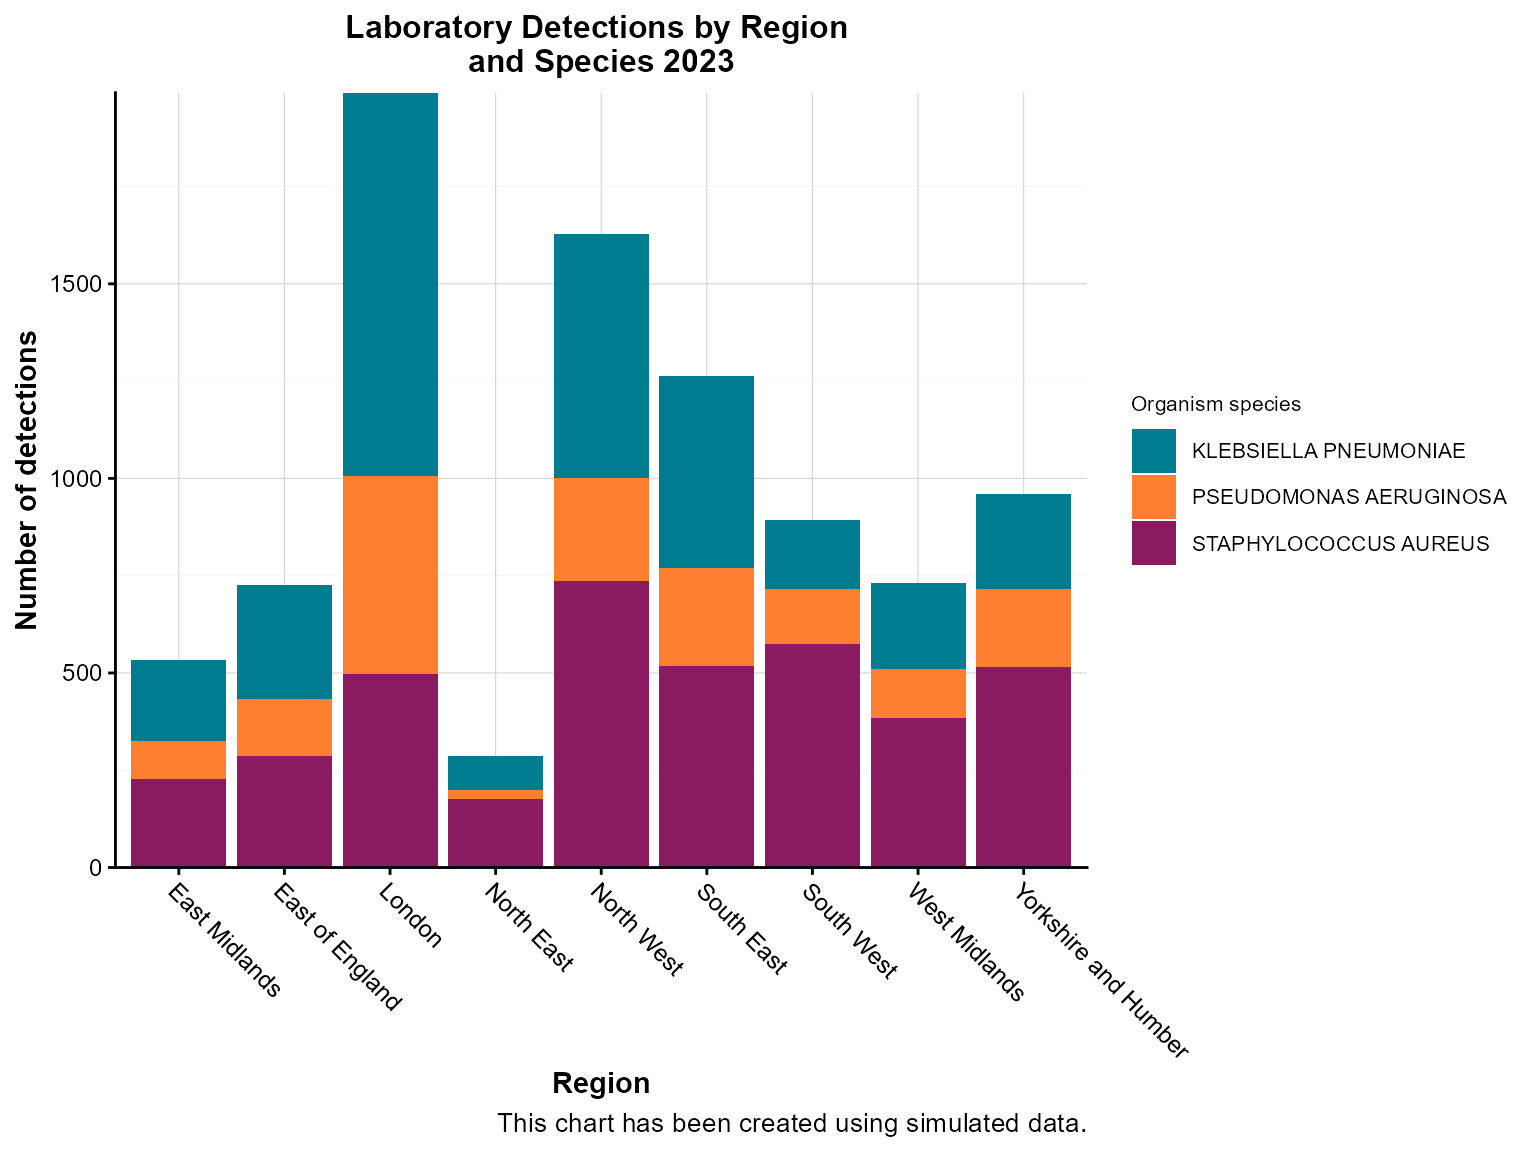 Laboratory Detections by Region
and Species 2023
Number of detections
1500
1000
500
0
East Midlands
East of England
London
North East
North West
South East
South West
West Midlands
Yorkshire and Humber
Region
Organism species
KLEBSIELLA PNEUMONIAE
PSEUDOMONAS AERUGINOSA
STAPHYLOCOCCUS AUREUS
This chart has been created using simulated data.